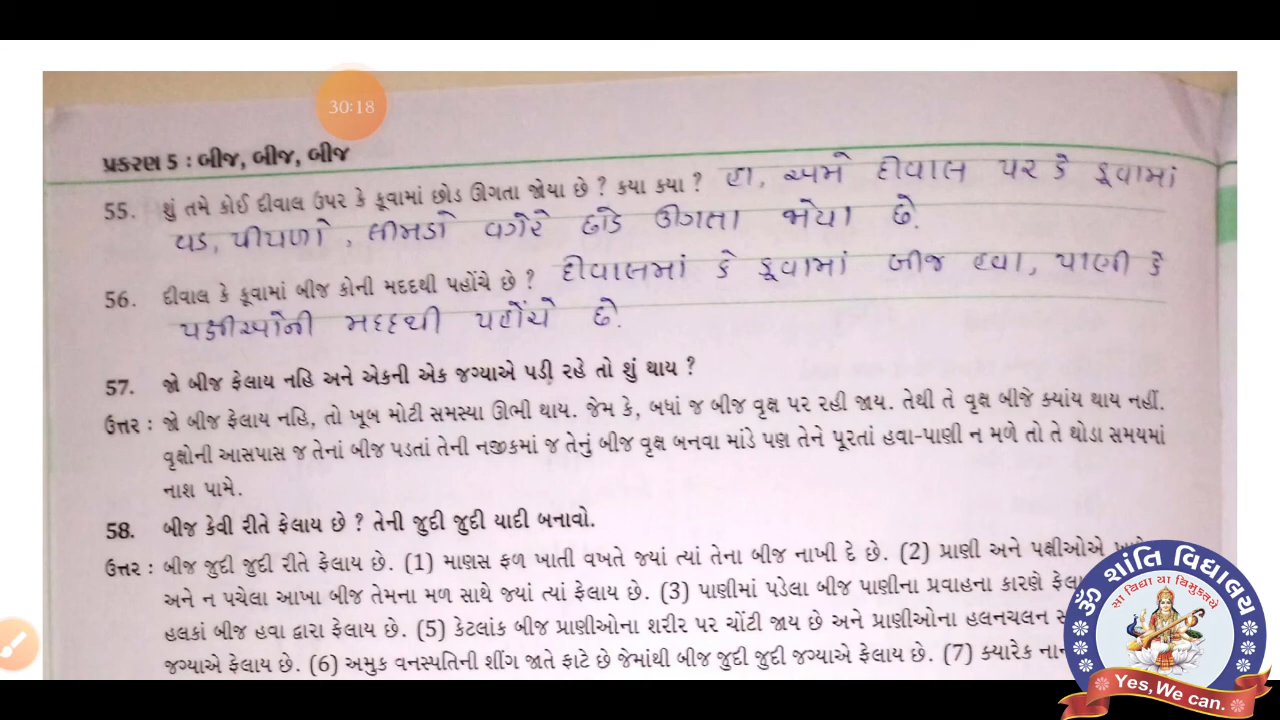 30:18
પ્રકરણ 5 : બીજ, બીજ, બીજ
55. શું તમે કોઈ દીવાલ ઉપર કે કૂવામાં છોડ ઊગતા જોયા છે ? કયા કયા ? હા, અમે દીવાલ પર કે કૂવામાં
વડ, પીપળો, લીમડો વગેરે છોડ ઊગતા જોયા છે.
56. દીવાલ કે કૂવામાં બીજ કોની મદદથી પહોંચે છે ? દીવાલમાં કે કૂવામાં બીજ હવા, પાણી કે
પક્ષીઓની મદદથી પહોંચે છે.
57. જો બીજ ફેલાય નહિ અને એકની એક જગ્યાએ પડી રહે તો શું થાય ?
ઉત્તર : જો બીજ ફેલાય નહિ, તો ખૂબ મોટી સમસ્યા ઊભી થાય. જેમ કે, બધાં જ બીજ વૃક્ષ પર રહી જાય. તેથી તે વૃક્ષ બીજે ક્યાંય થાય નહીં.
વૃક્ષોની આસપાસ જ તેનાં બીજ પડતાં તેની નજીકમાં જ તેનું બીજ વૃક્ષ બનવા માંડે પણ તેને પૂરતાં હવા-પાણી ન મળે તો તે થોડા સમયમાં
નાશ પામે.
58. બીજ કેવી રીતે ફેલાય છે ? તેની જુદી જુદી યાદી બનાવો.
ઉત્તર : બીજ જુદી જુદી રીતે ફેલાય છે. (1) માણસ ફળ ખાતી વખતે જ્યાં ત્યાં તેના બીજ નાખી દે છે. (2) પ્રાણી અને પક્ષીઓએ
અને ન પચેલા આખા બીજ તેમના મળ સાથે જ્યાં ત્યાં ફેલાય છે. (3) પાણીમાં પડેલા બીજ પાણીના પ્રવાહના કારણે
હલકાં બીજ હવા દ્વારા ફેલાય છે. (5) કેટલાંક બીજ પ્રાણીઓના શરીર પર ચોંટી જાય છે અને પ્રાણીઓના હલનચલન
જગ્યાએ ફેલાય છે. (6) અમુક વનસ્પતિની શીંગ જાતે ફાટે છે જેમાંથી બીજ જુદી જુદી જગ્યાએ ફેલાય છે. (7) ક્યારેક
ૐ શાંતિ વિદ્યાલય
સા વિદ્યા યા વિમુક્તયે
Yes, We can.